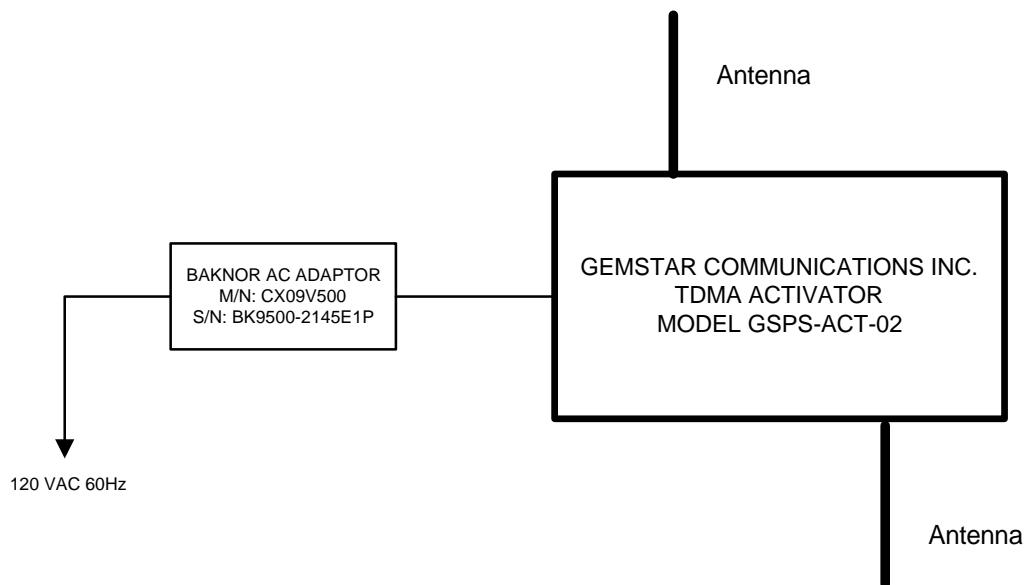 Antenna
BAKNOR AC ADAPTOR
M/N: CX09V500
S/N: BK9500-2145E1P
GEMSTAR COMMUNICATIONS INC.
TDMA ACTIVATOR
MODEL GSPS-ACT-02
120 VAC 60Hz
Antenna